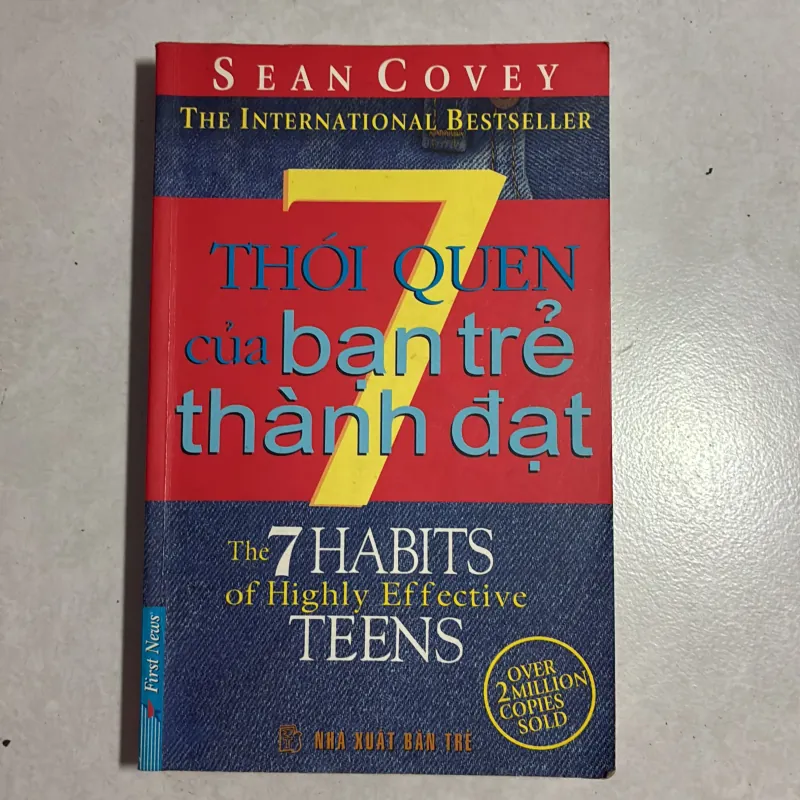 SEAN COVEY
THE INTERNATIONAL BESTSELLER
7
THÓI QUEN
của bạn trẻ
thành đạt
The 7 HABITS
of Highly Effective
TEENS
First News
OVER
2 MILLION
COPIES
SOLD
NHÀ XUẤT BẢN TRẺ